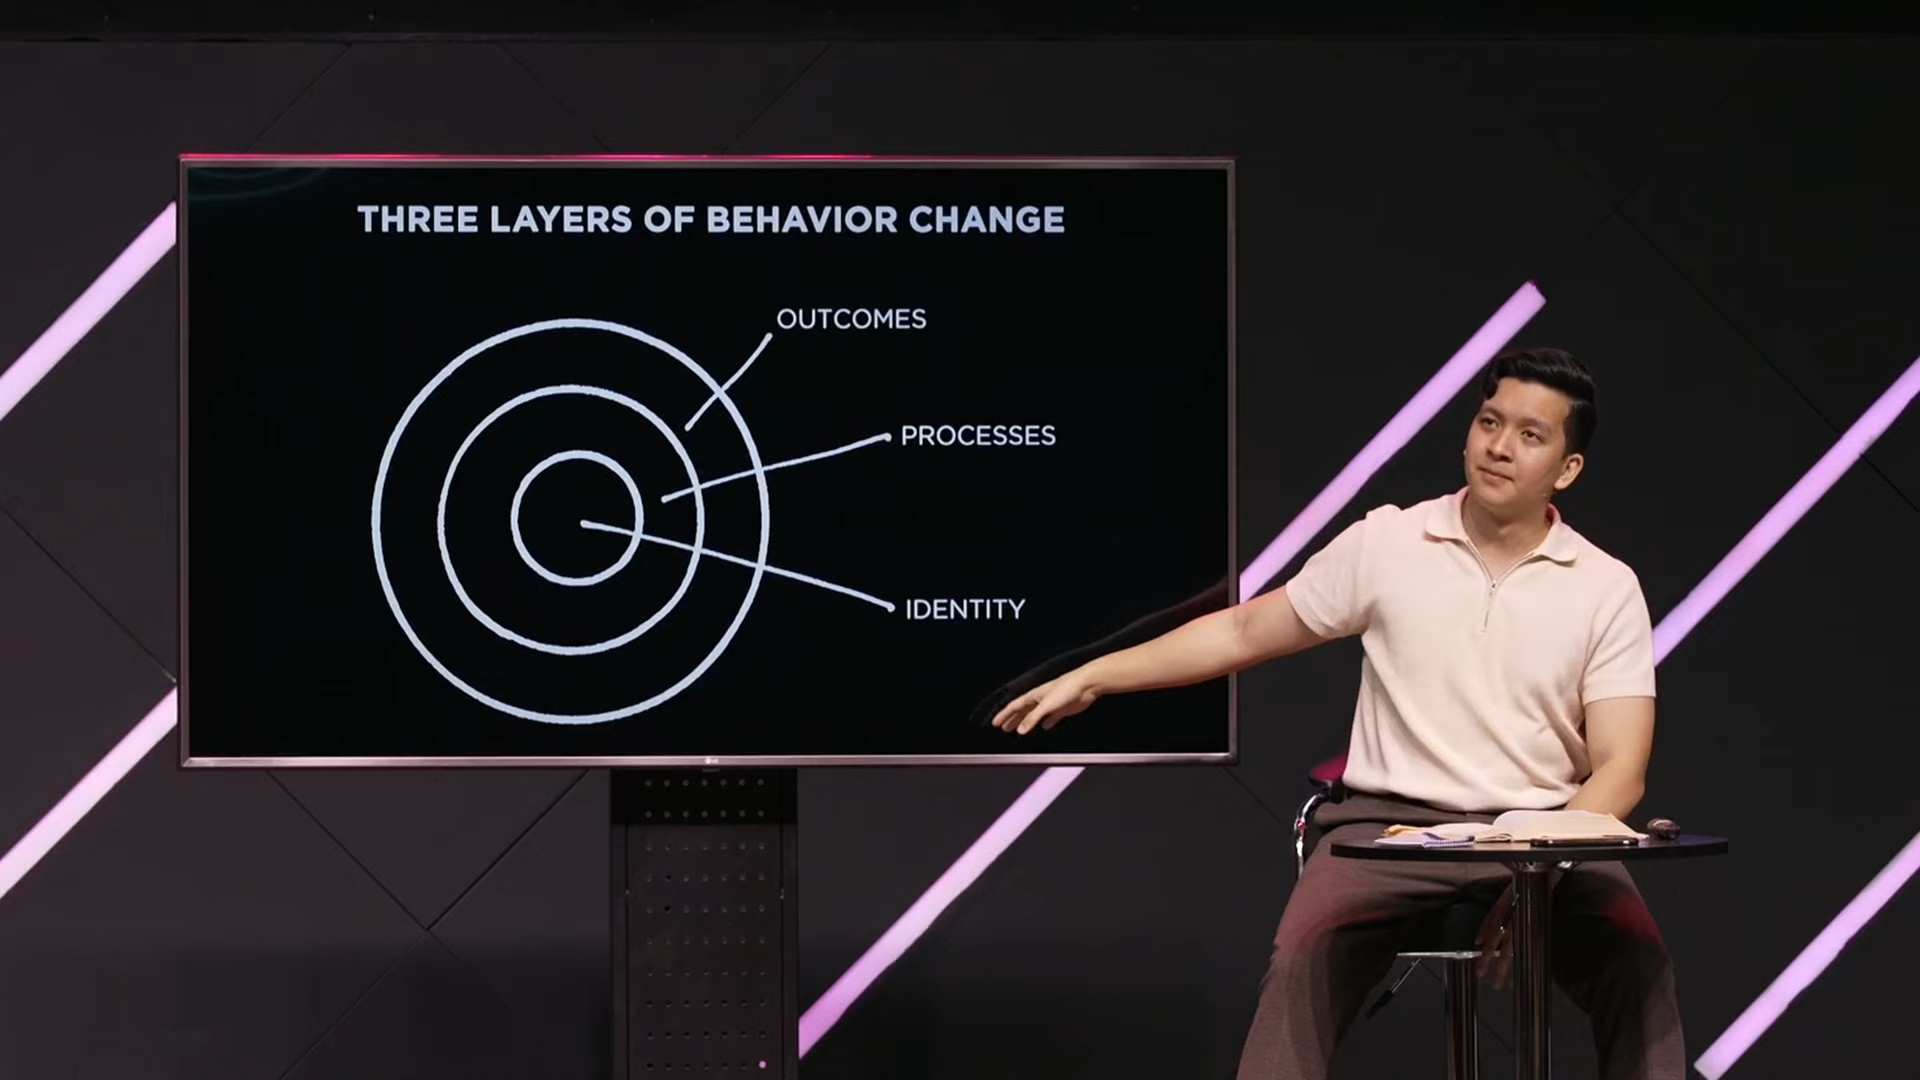 THREE LAYERS OF BEHAVIOR CHANGE
OUTCOMES
PROCESSES
IDENTITY